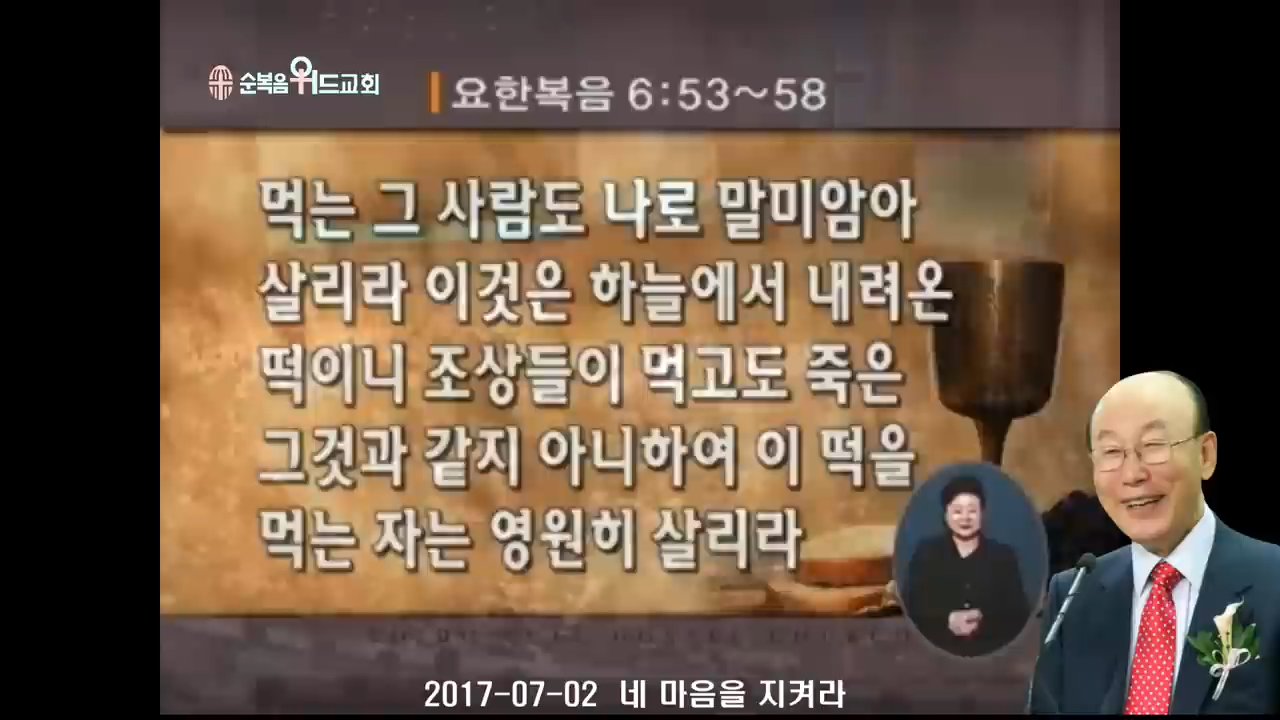 순복음워드교회
요한복음 6:53~58
먹는 그 사람도 나로 말미암아
살리라 이것은 하늘에서 내려온
떡이니 조상들이 먹고도 죽은
그것과 같지 아니하여 이 떡을
먹는 자는 영원히 살리라
2017-07-02 네 마음을 지켜라